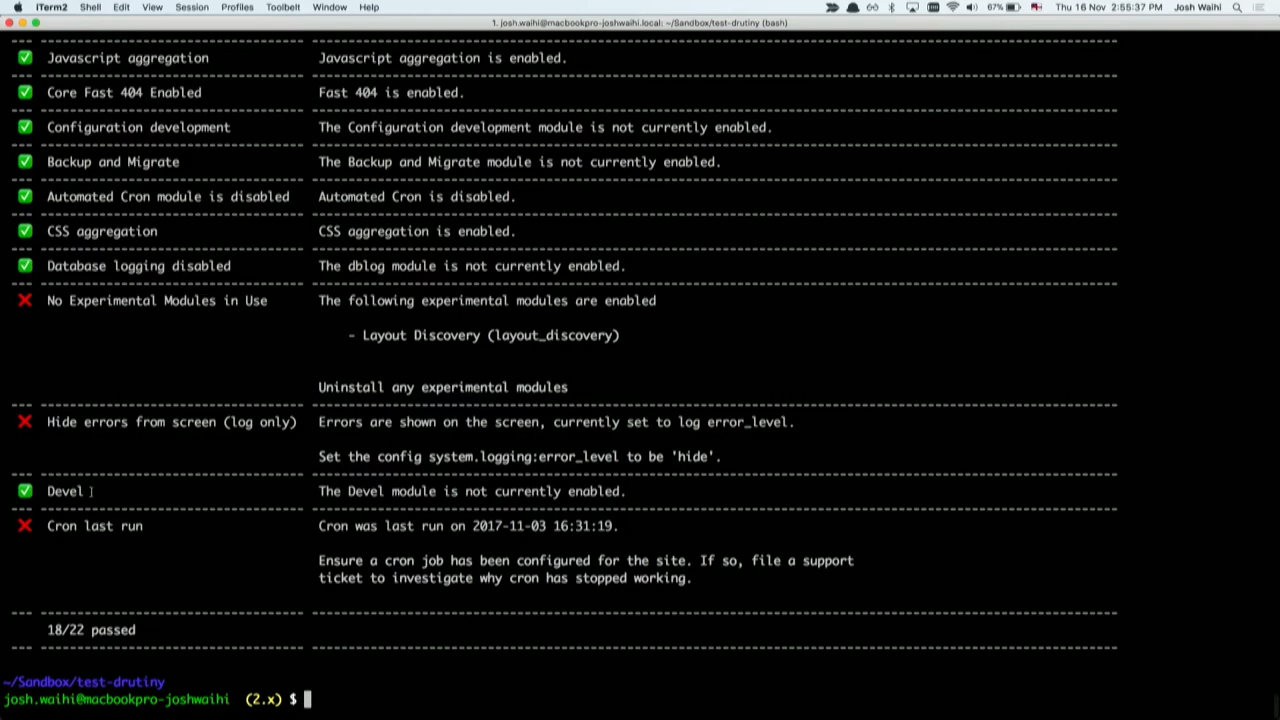 iTerm2 Shell Edit View Session Profiles Toolbelt Window Help 67% Thu 16 Nov 2:55:37 PM Josh Waihi
1. josh.waihi@macbookpro-joshwaihi.local: ~/Sandbox/test-drutiny (bash)
Javascript aggregation Javascript aggregation is enabled.
Core Fast 404 Enabled Fast 404 is enabled.
Configuration development The Configuration development module is not currently enabled.
Backup and Migrate The Backup and Migrate module is not currently enabled.
Automated Cron module is disabled Automated Cron is disabled.
CSS aggregation CSS aggregation is enabled.
Database logging disabled The dblog module is not currently enabled.
No Experimental Modules in Use The following experimental modules are enabled
- Layout Discovery (layout_discovery)
Uninstall any experimental modules
Hide errors from screen (log only) Errors are shown on the screen, currently set to log error_level.
Set the config system.logging:error_level to be 'hide'.
Devel The Devel module is not currently enabled.
Cron last run Cron was last run on 2017-11-03 16:31:19.
Ensure a cron job has been configured for the site. If so, file a support
ticket to investigate why cron has stopped working.
18/22 passed
~/Sandbox/test-drutiny
josh.waihi@macbookpro-joshwaihi (2.x) $